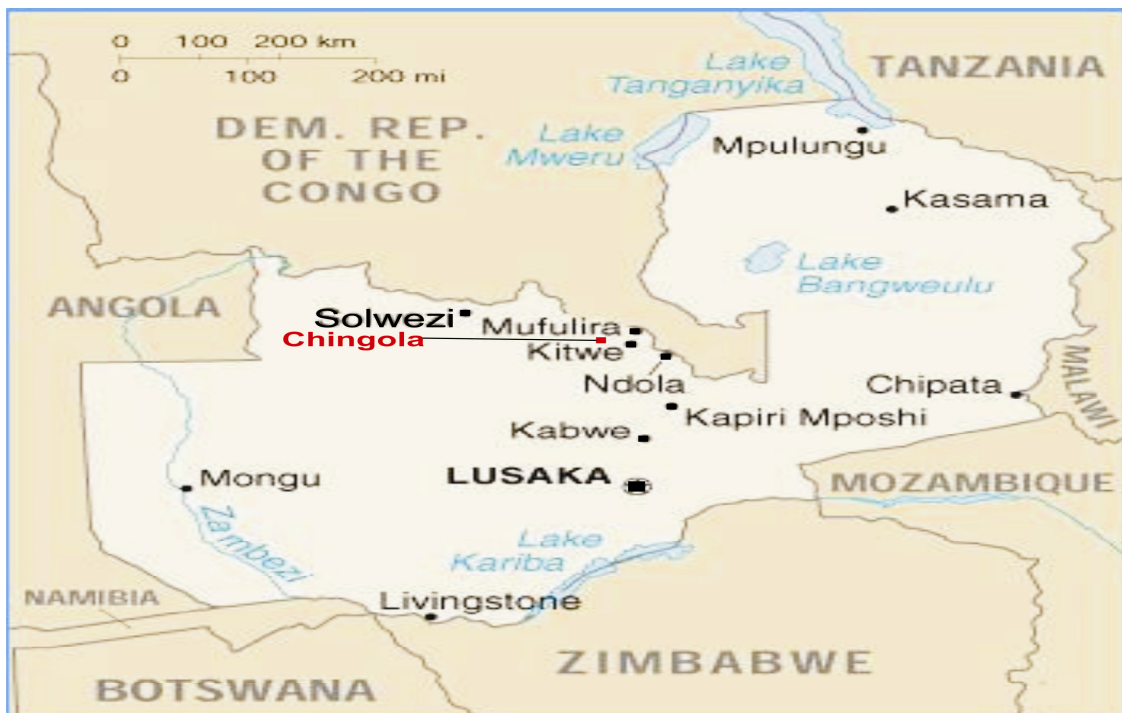 0 100 200 km
0 100 200 mi
Lake
Tanganyika
TANZANIA
DEM. REP.
OF THE
CONGO
Lake
Mweru
Mpulungu
Kasama
Lake
Bangweulu
ANGOLA
Solwezi
Mufulira
Chingola
Kitwe
Ndola
Chipata
MALAWI
Kapiri Mposhi
Kabwe
LUSAKA
Mongu
MOZAMBIQUE
Zambezi
Lake
Kariba
NAMIBIA
Livingstone
ZIMBABWE
BOTSWANA